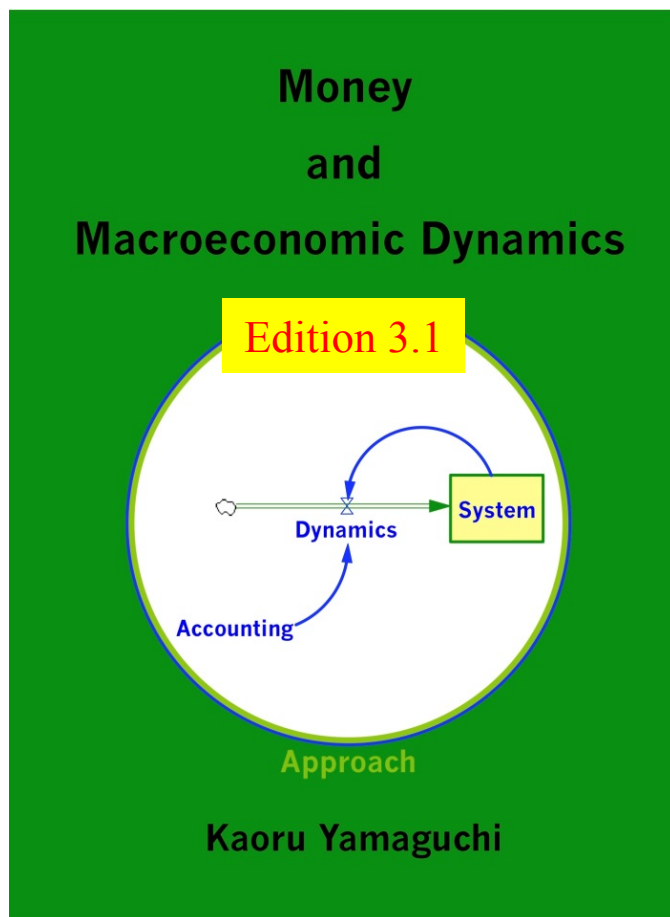 Money
and
Macroeconomic Dynamics
Edition 3.1
System
Dynamics
Accounting
Approach
Kaoru Yamaguchi